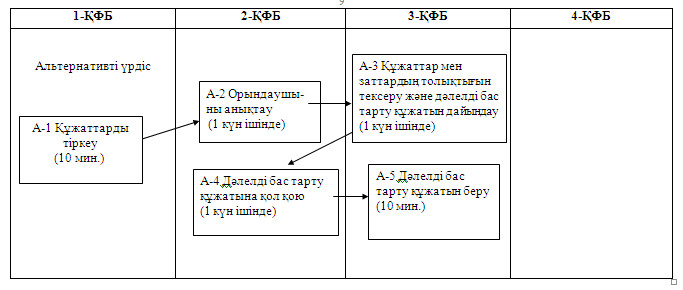 9
1-ҚФБ
2-ҚФБ
3-ҚФБ
4-ҚФБ
Альтернативті үрдіс
А-1 Құжаттарды
тіркеу
(10 мин.)
А-2 Орындаушы-
ны анықтау
(1 күн ішінде)
А-3 Құжаттар мен
заттардың толықтығын
тексеру және дәлелді бас
тарту құжатын дайындау
(1 күн ішінде)
А-4 Дәлелді бас тарту
құжатына қол қою
(1 күн ішінде)
А-5 Дәлелді бас
тарту құжатын беру
(10 мин.)